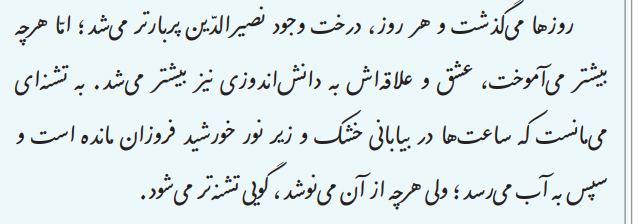 روزها می‌گذشت و هر روز، درخت وجود نصیرالدّین پربارتر می‌شد؛ امّا هرچه
بیشتر می‌آموخت، عشق و علاقه‌اش به دانش‌اندوزی نیز بیشتر می‌شد. به تشنه‌ای
می‌مانست که ساعت‌ها در بیابانی خشک و زیر نور خورشید فروزان مانده است و
سپس به آب می‌رسد؛ ولی هرچه از آن می‌نوشد، گویی تشنه‌تر می‌شود.